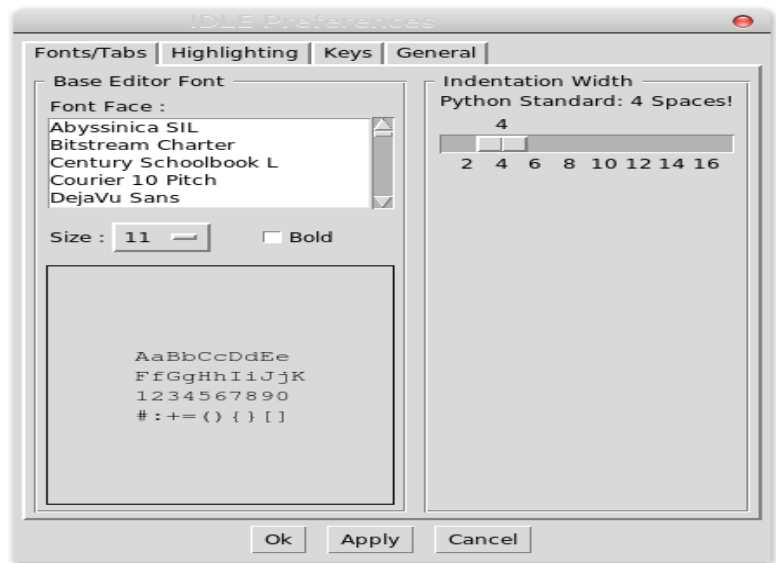 IDLE Preferences
Fonts/Tabs Highlighting Keys General
Base Editor Font
Font Face :
Abyssinica SIL
Bitstream Charter
Century Schoolbook L
Courier 10 Pitch
DejaVu Sans
Size : 11 Bold
AaBbCcDdEe
FfGgHhIiJjK
1234567890
#:+=(){}[]
Indentation Width
Python Standard: 4 Spaces!
4
2 4 6 8 10 12 14 16
Ok Apply Cancel